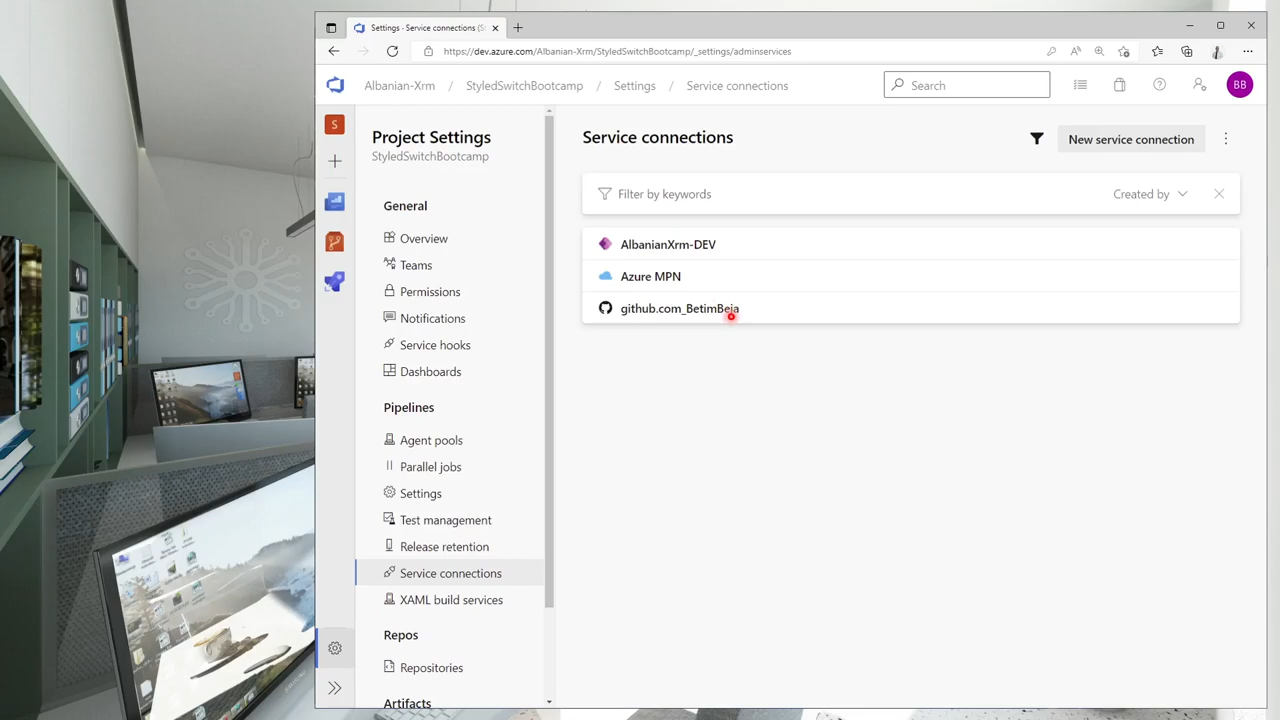 Settings - Service connections (S
https://dev.azure.com/Albanian-Xrm/StyledSwitchBootcamp/_settings/adminservices
Albanian-Xrm / StyledSwitchBootcamp / Settings / Service connections
Search
BB
S
Project Settings
StyledSwitchBootcamp
General
Overview
Teams
Permissions
Notifications
Service hooks
Dashboards
Pipelines
Agent pools
Parallel jobs
Settings
Test management
Release retention
Service connections
XAML build services
Repos
Repositories
Artifacts
Service connections
New service connection
Filter by keywords
Created by
AlbanianXrm-DEV
Azure MPN
github.com_BetimBeja